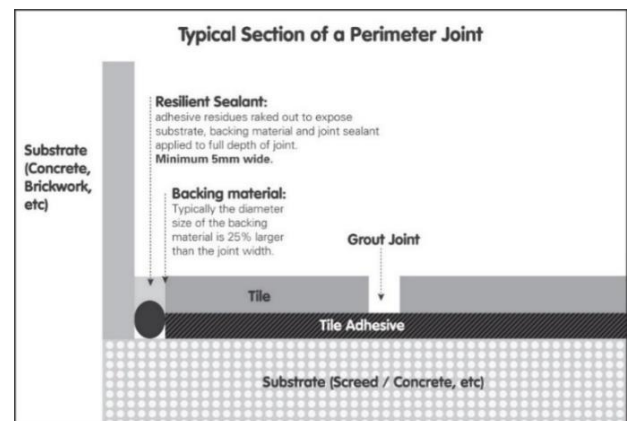 Typical Section of a Perimeter Joint
Resilient Sealant:
adhesive residues raked out to expose
substrate, backing material and joint sealant
applied to full depth of joint.
Minimum 5mm wide.
Substrate
(Concrete,
Brickwork,
etc)
Backing material:
Typically the diameter
size of the backing
material is 25% larger
than the joint width.
Grout Joint
Tile
Tile Adhesive
Substrate (Screed / Concrete, etc)